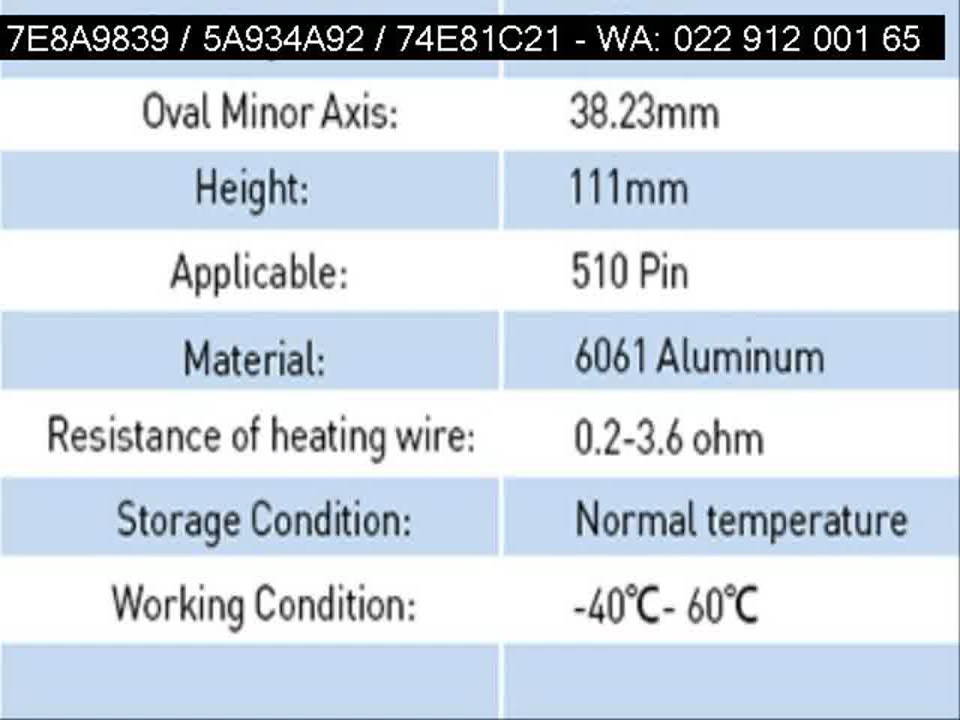 7E8A9839 / 5A934A92 / 74E81C21 - WA: 022 912 001 65
Oval Minor Axis: 38.23mm
Height: 111mm
Applicable: 510 Pin
Material: 6061 Aluminum
Resistance of heating wire: 0.2-3.6 ohm
Storage Condition: Normal temperature
Working Condition: -40℃- 60℃